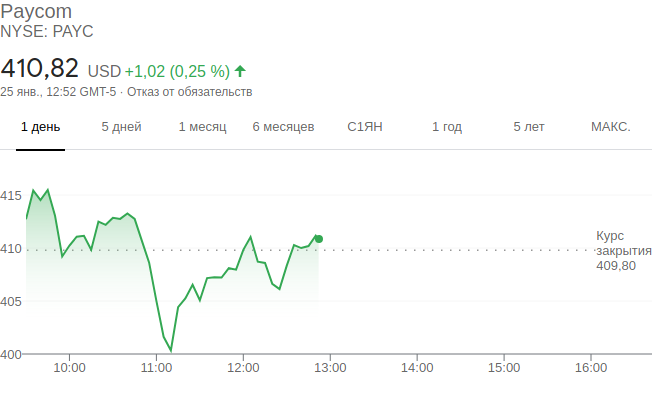 Paycom
NYSE: PAYC
410,82 USD +1,02 (0,25 %)
25 янв., 12:52 GMT-5 · Отказ от обязательств
1 день 5 дней 1 месяц 6 месяцев С1ЯН 1 год 5 лет МАКС.
415
410
405
400
Курс
закрытия
409,80
10:00 11:00 12:00 13:00 14:00 15:00 16:00